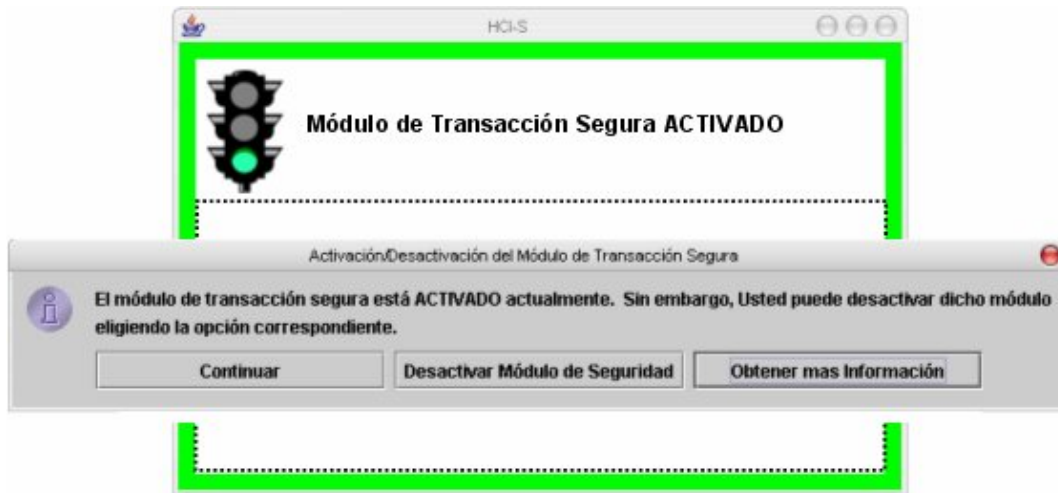 HCI-S
Módulo de Transacción Segura ACTIVADO
Activación/Desactivación del Módulo de Transacción Segura
El módulo de transacción segura está ACTIVADO actualmente. Sin embargo, Usted puede desactivar dicho módulo
eligiendo la opción correspondiente.
Continuar
Desactivar Módulo de Seguridad
Obtener mas Información